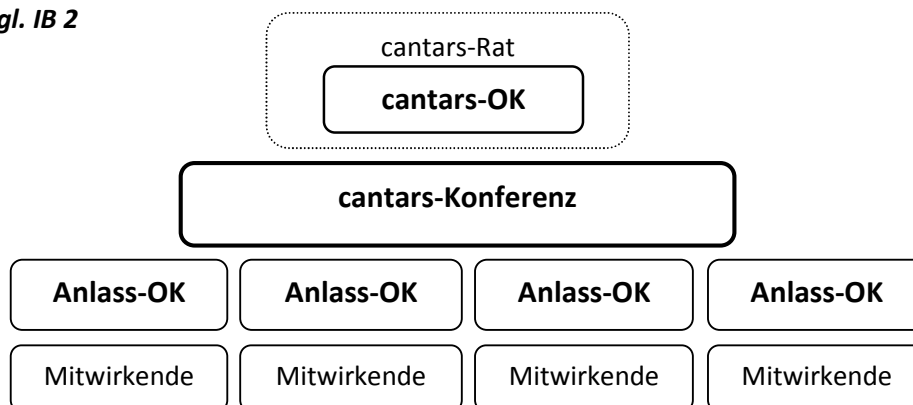 gl. IB 2
cantars-Rat
cantars-OK
cantars-Konferenz
Anlass-OK Anlass-OK Anlass-OK Anlass-OK
Mitwirkende Mitwirkende Mitwirkende Mitwirkende